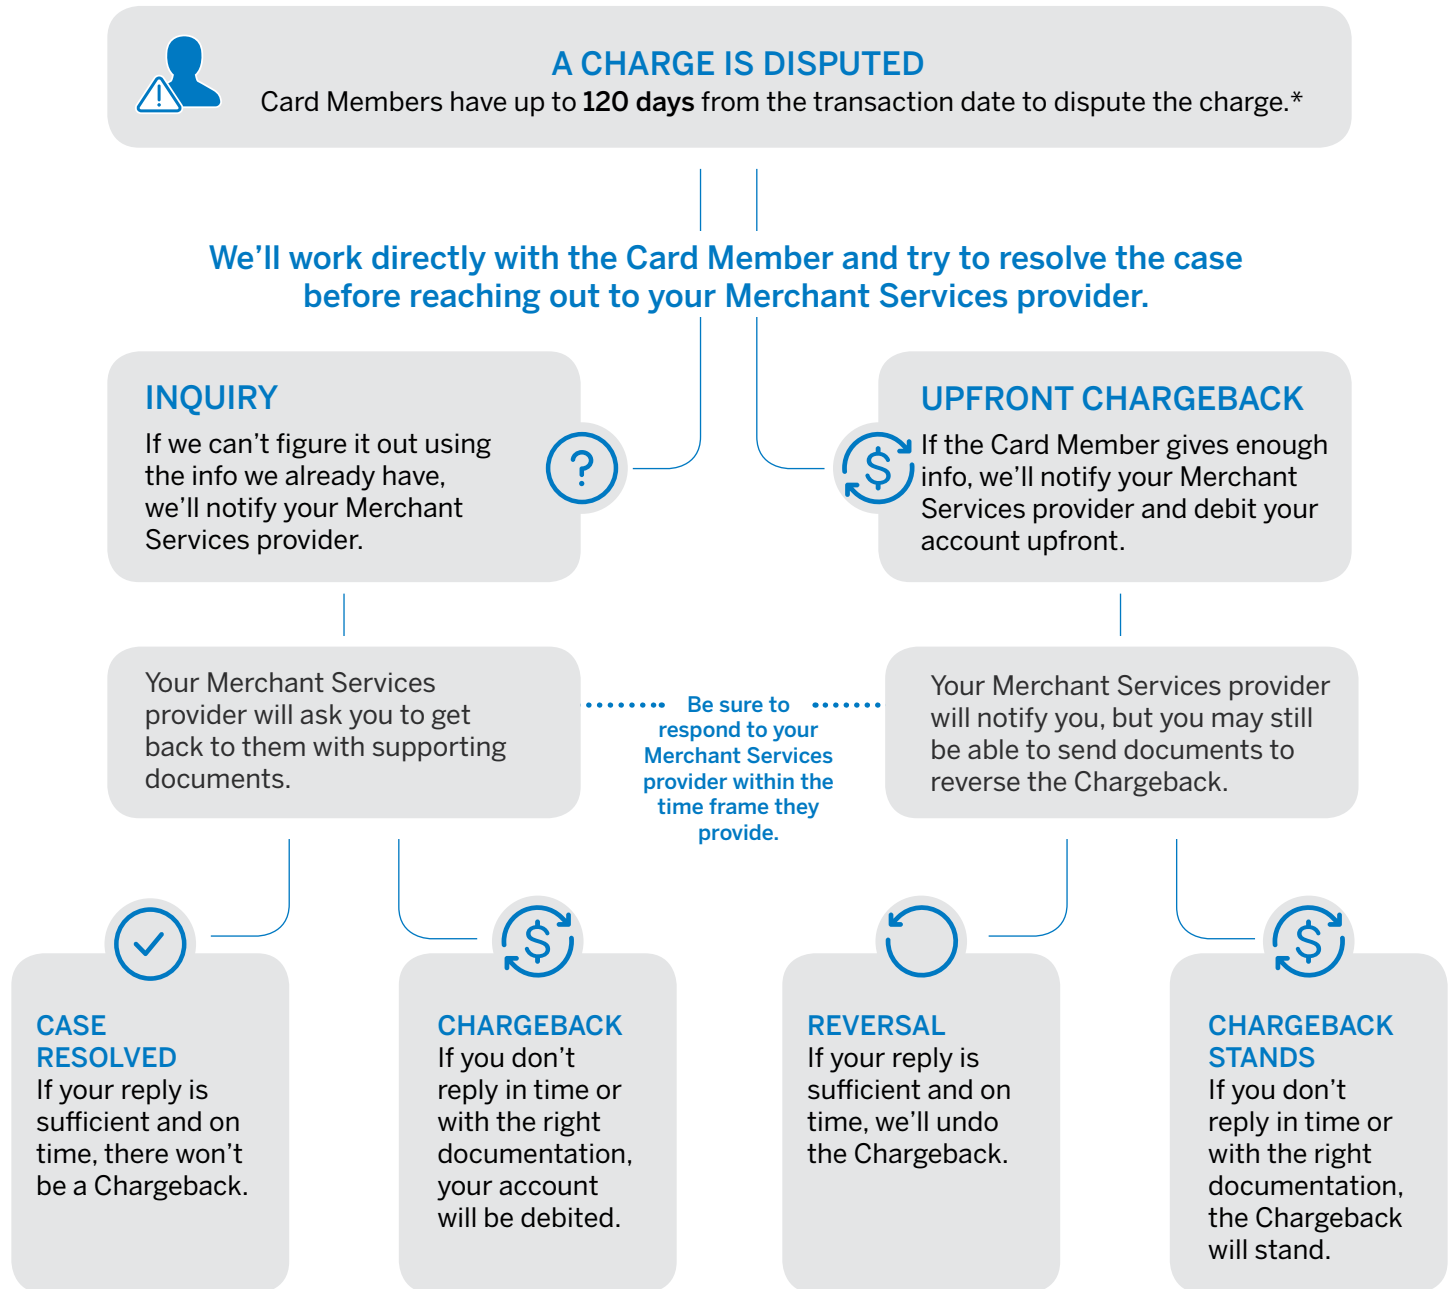 A CHARGE IS DISPUTED
Card Members have up to 120 days from the transaction date to dispute the charge.*
We’ll work directly with the Card Member and try to resolve the case
before reaching out to your Merchant Services provider.
INQUIRY
If we can’t figure it out using
the info we already have,
we’ll notify your Merchant
Services provider.
?
UPFRONT CHARGEBACK
If the Card Member gives enough
info, we’ll notify your Merchant
Services provider and debit your
account upfront.
$
Your Merchant Services
provider will ask you to get
back to them with supporting
documents.
Be sure to
respond to your
Merchant Services
provider within the
time frame they
provide.
Your Merchant Services provider
will notify you, but you may still
be able to send documents to
reverse the Chargeback.
CASE
RESOLVED
If your reply is
sufficient and on
time, there won’t
be a Chargeback.
$
CHARGEBACK
If you don’t
reply in time or
with the right
documentation,
your account
will be debited.
REVERSAL
If your reply is
sufficient and on
time, we’ll undo
the Chargeback.
$
CHARGEBACK
STANDS
If you don’t
reply in time or
with the right
documentation,
the Chargeback
will stand.